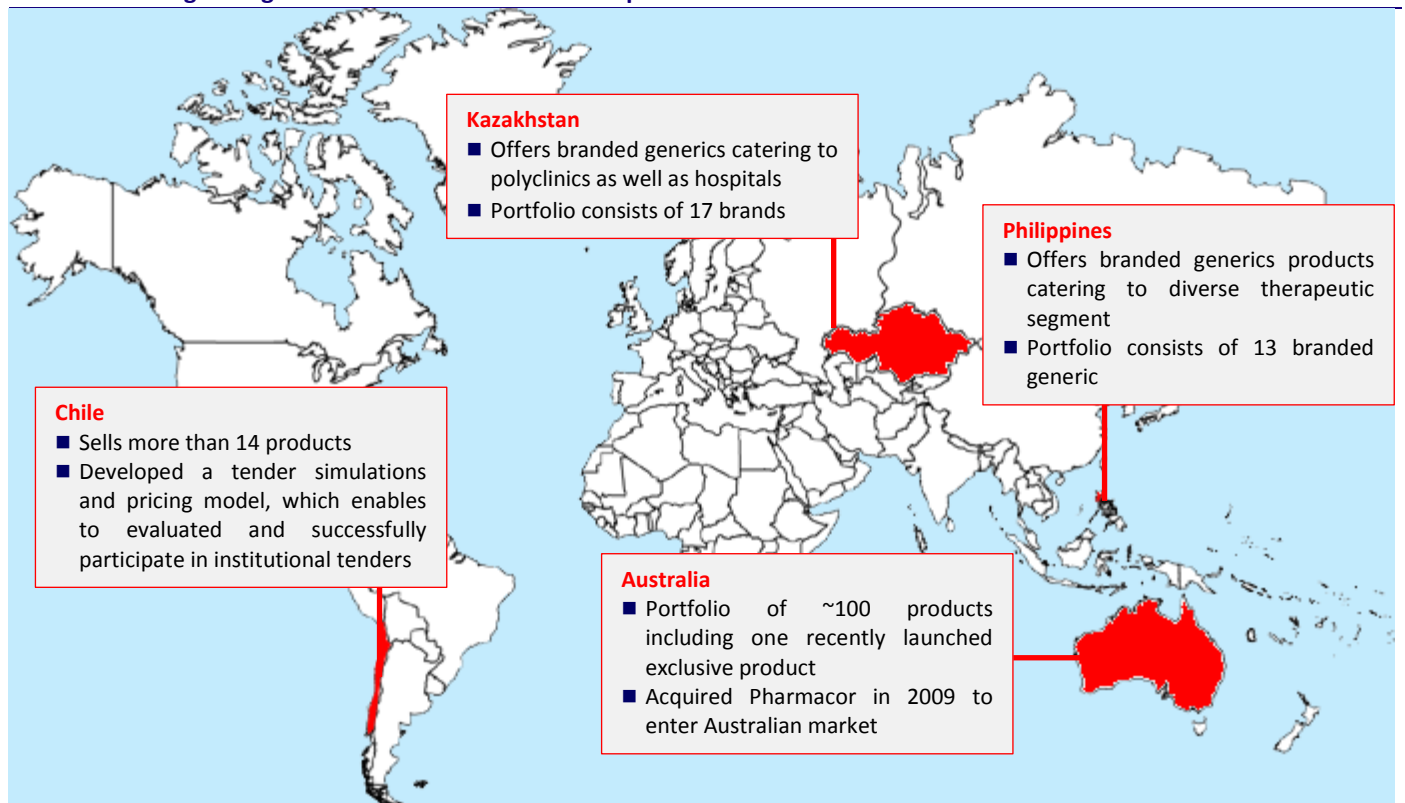 Kazakhstan
■ Offers branded generics catering to
polyclinics as well as hospitals
■ Portfolio consists of 17 brands
Philippines
■ Offers branded generics products
catering to diverse therapeutic
segment
■ Portfolio consists of 13 branded
generic
Chile
■ Sells more than 14 products
■ Developed a tender simulations
and pricing model, which enables
to evaluated and successfully
participate in institutional tenders
Australia
■ Portfolio of ~100 products
including one recently launched
exclusive product
■ Acquired Pharmacor in 2009 to
enter Australian market